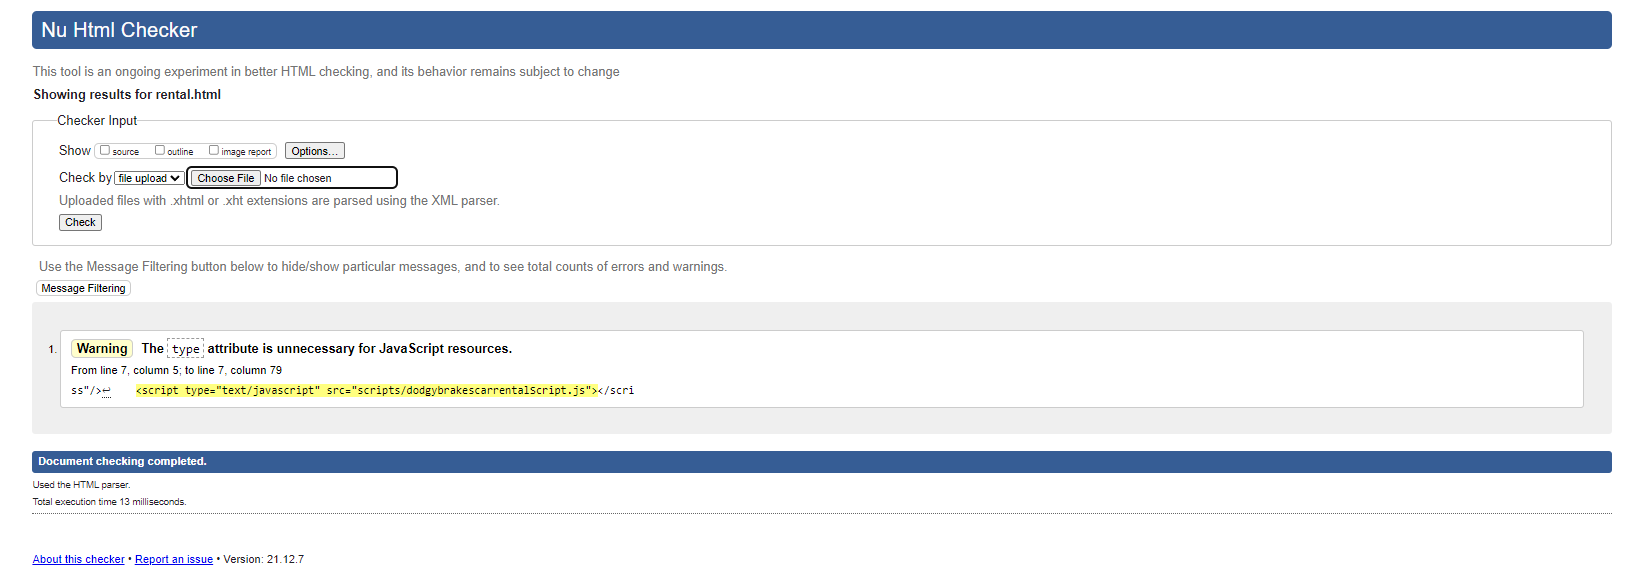 Nu Html Checker
This tool is an ongoing experiment in better HTML checking, and its behavior remains subject to change
Showing results for rental.html
Checker Input
Show source outline image report Options...
Check by file upload Choose File No file chosen
Uploaded files with .xhtml or .xht extensions are parsed using the XML parser.
Check
Use the Message Filtering button below to hide/show particular messages, and to see total counts of errors and warnings.
Message Filtering
1. Warning The type attribute is unnecessary for JavaScript resources.
From line 7, column 5; to line 7, column 79
ss"/>↩ <script type="text/javascript" src="scripts/dodgybrakescarrentalScript.js"></scri
Document checking completed.
Used the HTML parser.
Total execution time 13 milliseconds.
About this checker • Report an issue • Version: 21.12.7